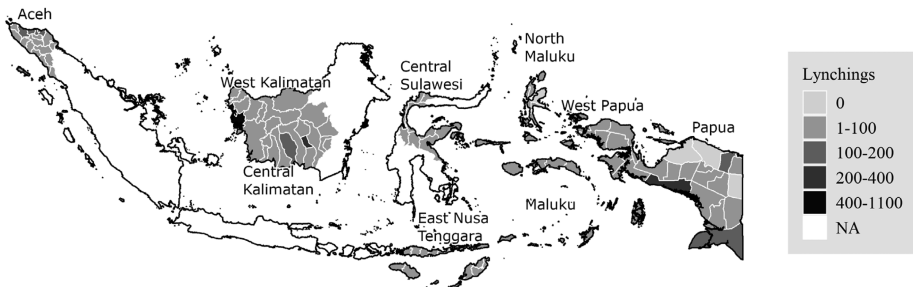 Aceh
West Kalimatan
Central
Kalimatan
Central
Sulawesi
North
Maluku
West Papua
Papua
Maluku
East Nusa
Tenggara
Lynchings
0
1-100
100-200
200-400
400-1100
NA